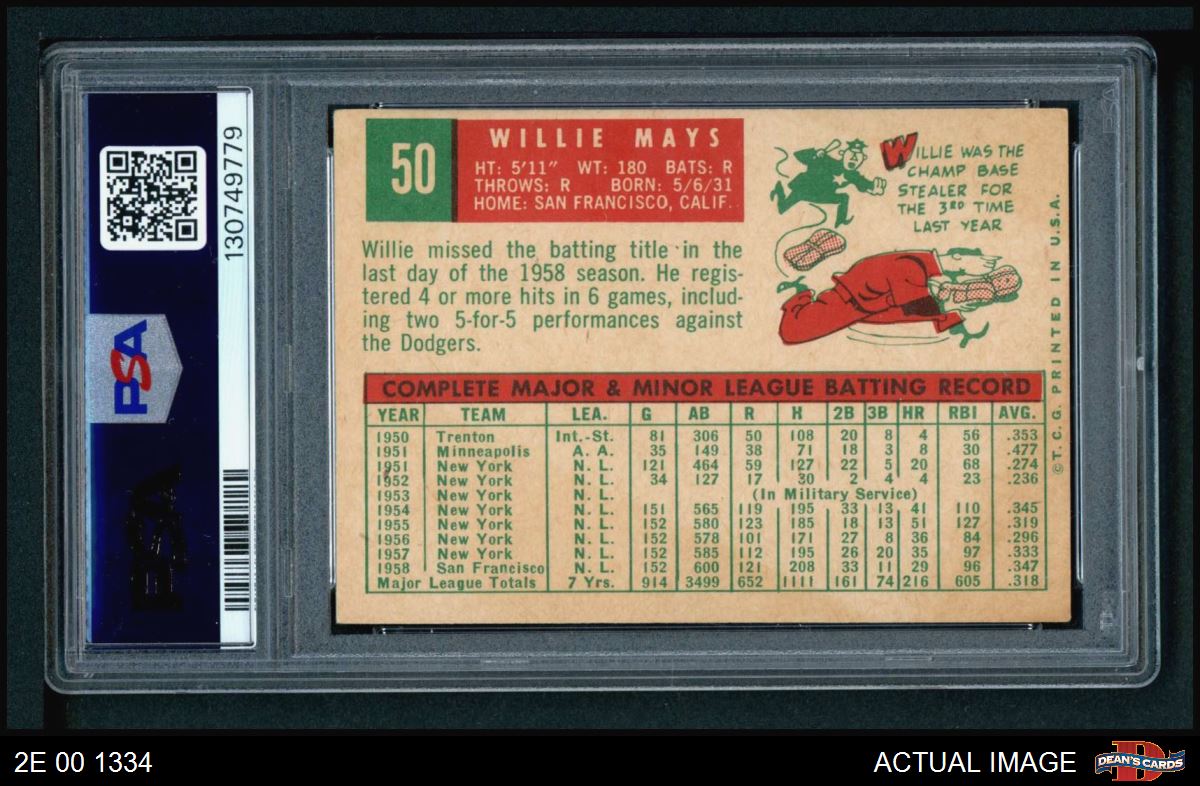 130749779
PSA
50
WILLIE MAYS
HT: 5'11" WT: 180 BATS: R
THROWS: R BORN: 5/6/31
HOME: SAN FRANCISCO, CALIF.
WILLIE WAS THE
CHAMP BASE
STEALER FOR
THE 3RD TIME
LAST YEAR
Willie missed the batting title in the
last day of the 1958 season. He regis-
tered 4 or more hits in 6 games, includ-
ing two 5-for-5 performances against
the Dodgers.
COMPLETE MAJOR & MINOR LEAGUE BATTING RECORD
YEAR TEAM LEA. G AB R H 2B 3B HR RBI AVG.
1950 Trenton Int.-St. 81 306 50 108 20 8 4 56 .353
1951 Minneapolis A. A. 35 149 38 71 18 3 8 30 .477
1951 New York N. L. 121 464 59 127 22 5 20 68 .274
1952 New York N. L. 34 127 17 30 2 4 4 23 .236
1953 New York N. L. (In Military Service)
1954 New York N. L. 151 565 119 195 33 13 41 110 .345
1955 New York N. L. 152 580 123 185 18 13 51 127 .319
1956 New York N. L. 152 578 101 171 27 8 36 84 .296
1957 New York N. L. 152 585 112 195 26 20 35 97 .333
1958 San Francisco N. L. 152 600 121 208 33 11 29 96 .347
Major League Totals 7 Yrs. 914 3499 652 1111 161 74 216 605 .318
© T. C. G. PRINTED IN U.S.A.
2E 00 1334
ACTUAL IMAGE
DEAN'S CARDS